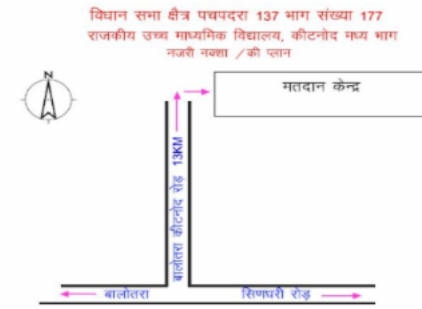 विधान सभा क्षैत्र पचपदरा 137 भाग संख्या 177
राजकीय उच्च माध्यमिक विद्यालय, कीटनोद मध्य भाग
नजरी नक्शा / की प्लान
N
मतदान केन्द्र
बालोतरा कीटनोद रोड़ 13KM
बालोतरा
सिणधरी रोड़